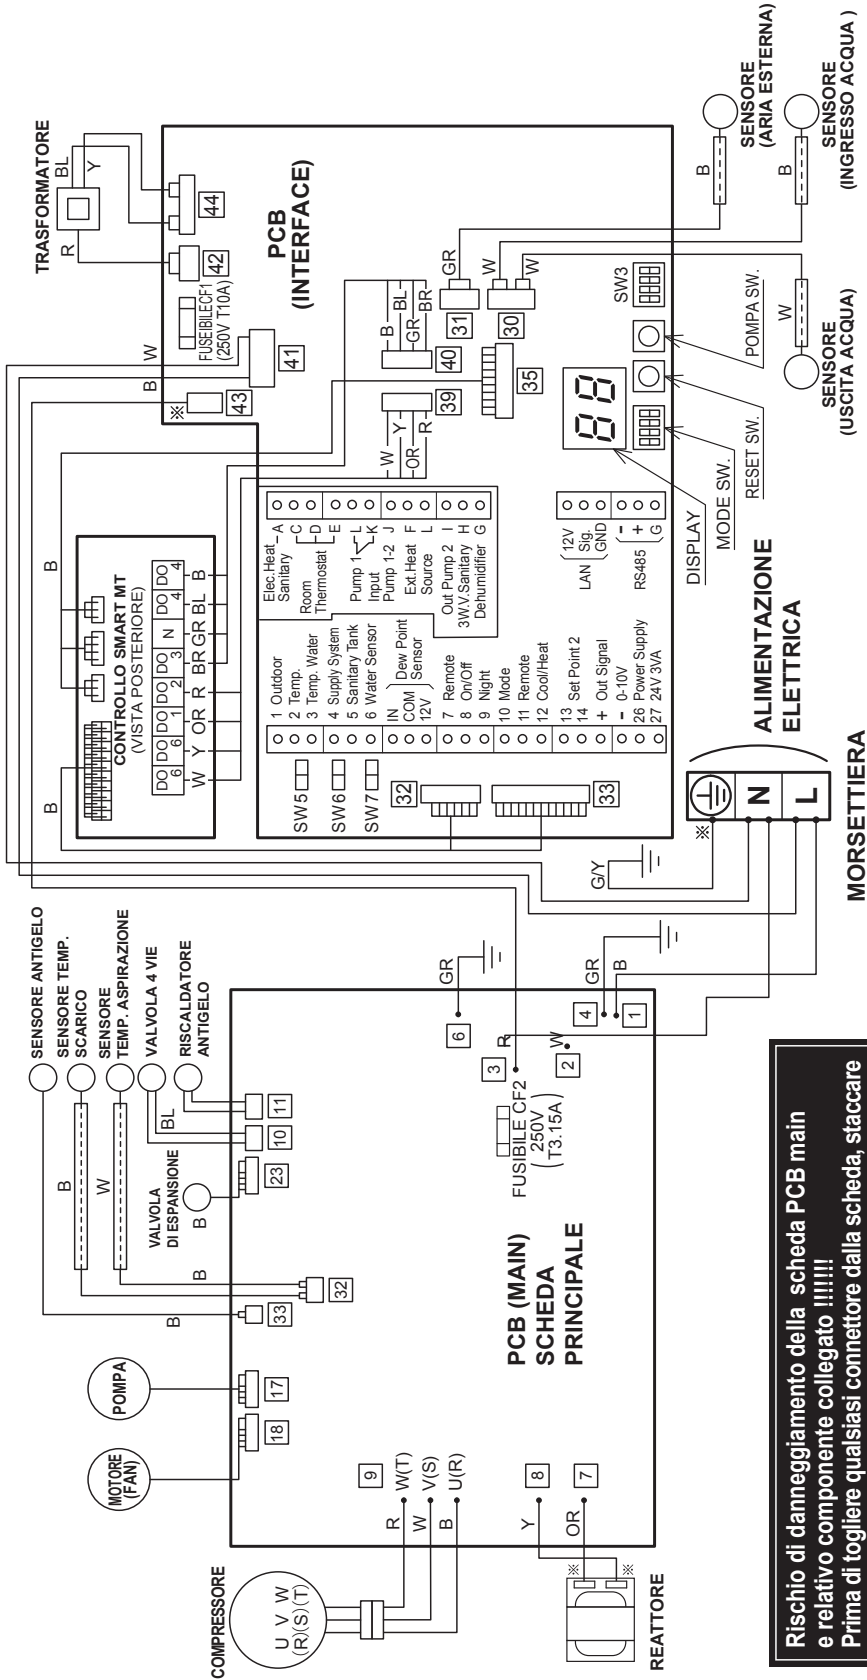 COMPRESSORE
U V W
(R)(S)(T)
REATTORE
※
※
MOTORE
(FAN)
POMPA
SENSORE ANTIGELO
SENSORE TEMP.
SCARICO
SENSORE
TEMP. ASPIRAZIONE
VALVOLA 4 VIE
RISCALDATORE
ANTIGELO
VALVOLA
DI ESPANSIONE
B
B
W
BL
B
B
18
17
33
32
23
10
11
R
W
B
9
W(T)
V(S)
U(R)
Y
OR
8
7
PCB (MAIN)
SCHEDA
PRINCIPALE
FUSIBILE CF2
250V
(T3.15A)
3
R
2
W
6
GR
4
GR
1
B
Rischio di danneggiamento della scheda PCB main
e relativo componente collegato !!!!!!!
Prima di togliere qualsiasi connettore dalla scheda, staccare
B
B
CONTROLLO SMART MT
(VISTA POSTERIORE)
DO 6
DO 6
DO 1
DO 2
DO 3
N
DO 4
DO 4
W
Y
OR
R
BR
GR
BL
B
SW5
SW6
SW7
32
33
1 Outdoor
2 Temp.
3 Temp. Water
4 Supply System
5 Sanitary Tank
6 Water Sensor
IN
COM Dew Point
12V Sensor
7 Remote
8 On/Off
9 Night
10 Mode
11 Remote
12 Cool/Heat
13 Set Point 2
14
+ Out Signal
- 0-10V
26 Power Supply
27 24V 3VA
Elec.Heat A
Sanitary
C
Room D
Thermostat E
Pump 1 L
Input K
Pump 1-2 J
Ext.Heat F
Source L
Out Pump 2 I
3W.V.Sanitary H
Dehumidifier G
LAN
12V
Sig.
GND
RS485
-
+
G
W
Y
OR
R
39
B
BL
GR
BR
40
35
31
GR
30
W
W
※
43
B
W
41
FUSEIBILECF1
(250V T10A)
42
44
TRASFORMATORE
R
BL
Y
PCB
(INTERFACE)
DISPLAY
88
MODE SW.
RESET SW.
POMPA SW.
SW3
B
SENSORE
(ARIA ESTERNA)
B
SENSORE
(INGRESSO ACQUA )
W
SENSORE
(USCITA ACQUA)
G/Y
※
N
L
ALIMENTAZIONE
ELETTRICA
MORSETTIERA